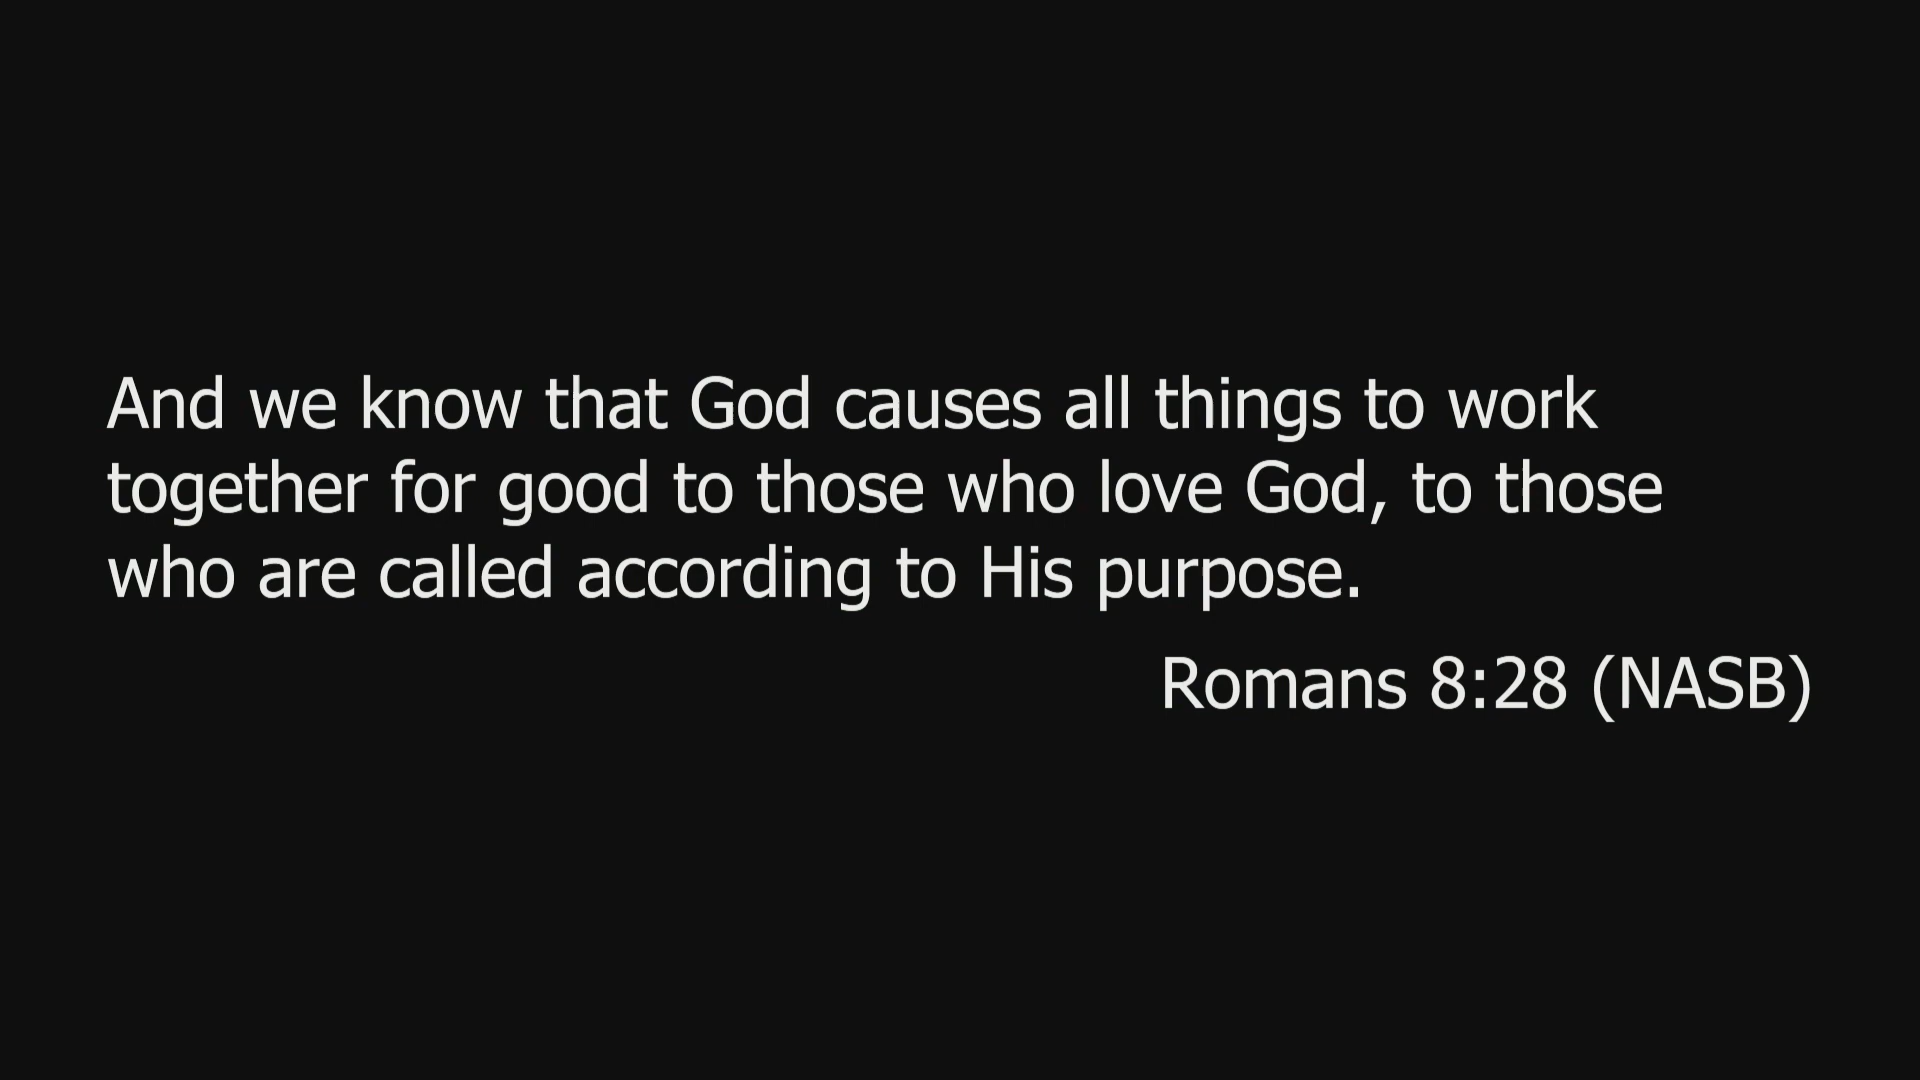 And we know that God causes all things to work
together for good to those who love God, to those
who are called according to His purpose.
Romans 8:28 (NASB)